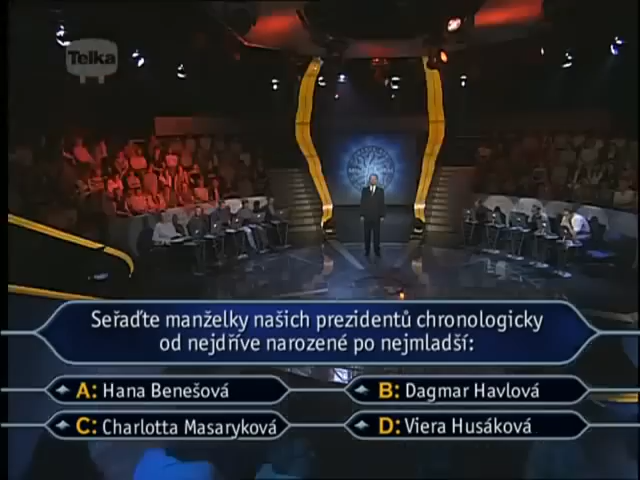 Telka
Seřaďte manželky našich prezidentů chronologicky
od nejdříve narozené po nejmladší:
A: Hana Benešová
B: Dagmar Havlová
C: Charlotta Masaryková
D: Viera Husáková